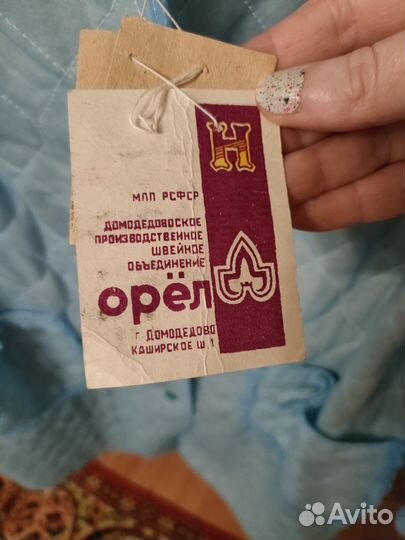 Н
МЛП РСФСР
ДОМОДЕДОВСКОЕ
ПРОИЗВОДСТВЕННОЕ
ШВЕЙНОЕ
ОБЪЕДИНЕНИЕ
орёл
Г ДОМОДЕДОВО
КАШИРСКОЕ Ш 1
Avito